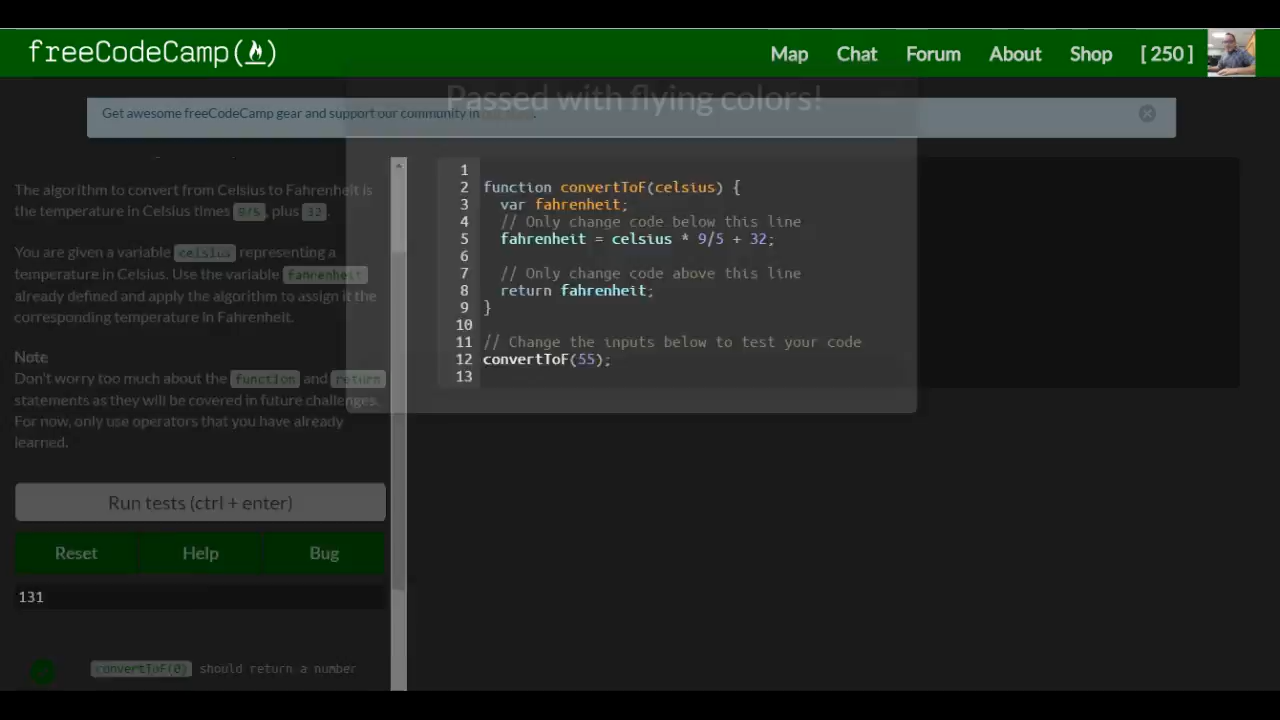 freeCodeCamp(🔥)
Map Chat Forum About Shop [ 250 ]
Passed with flying colors!
Get awesome freeCodeCamp gear and support our community in
The algorithm to convert from Celsius to Fahrenheit is
the temperature in Celsius times 9/5, plus 32.
You are given a variable celsius representing a
temperature in Celsius. Use the variable fahrenheit
already defined and apply the algorithm to assign it the
corresponding temperature in Fahrenheit.
Note
Don't worry too much about the function and return
statements as they will be covered in future challenges.
For now, only use operators that you have already
learned.
Run tests (ctrl + enter)
Reset Help Bug
131
convertToF(0) should return a number
1
2 function convertToF(celsius) {
3 var fahrenheit;
4 // Only change code below this line
5 fahrenheit = celsius * 9/5 + 32;
6
7 // Only change code above this line
8 return fahrenheit;
9 }
10
11 // Change the inputs below to test your code
12 convertToF(55);
13